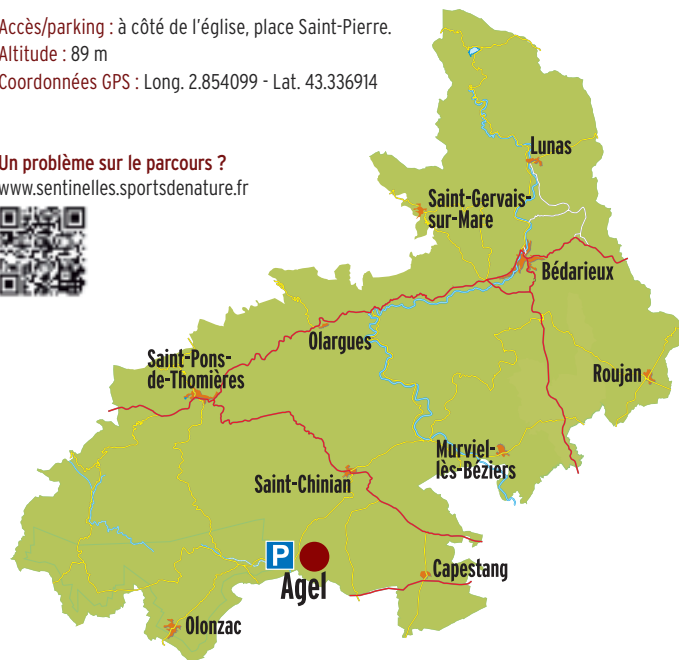 Accès/parking : à côté de l'église, place Saint-Pierre.
Altitude : 89 m
Coordonnées GPS : Long. 2.854099 - Lat. 43.336914
Un problème sur le parcours ?
www.sentinelles.sportsdenature.fr
Lunas
Saint-Gervais-
sur-Mare
Bédarieux
Olargues
Saint-Pons-
de-Thomières
Roujan
Murviel-
lès-Béziers
Saint-Chinian
P
Agel
Capestang
Olonzac